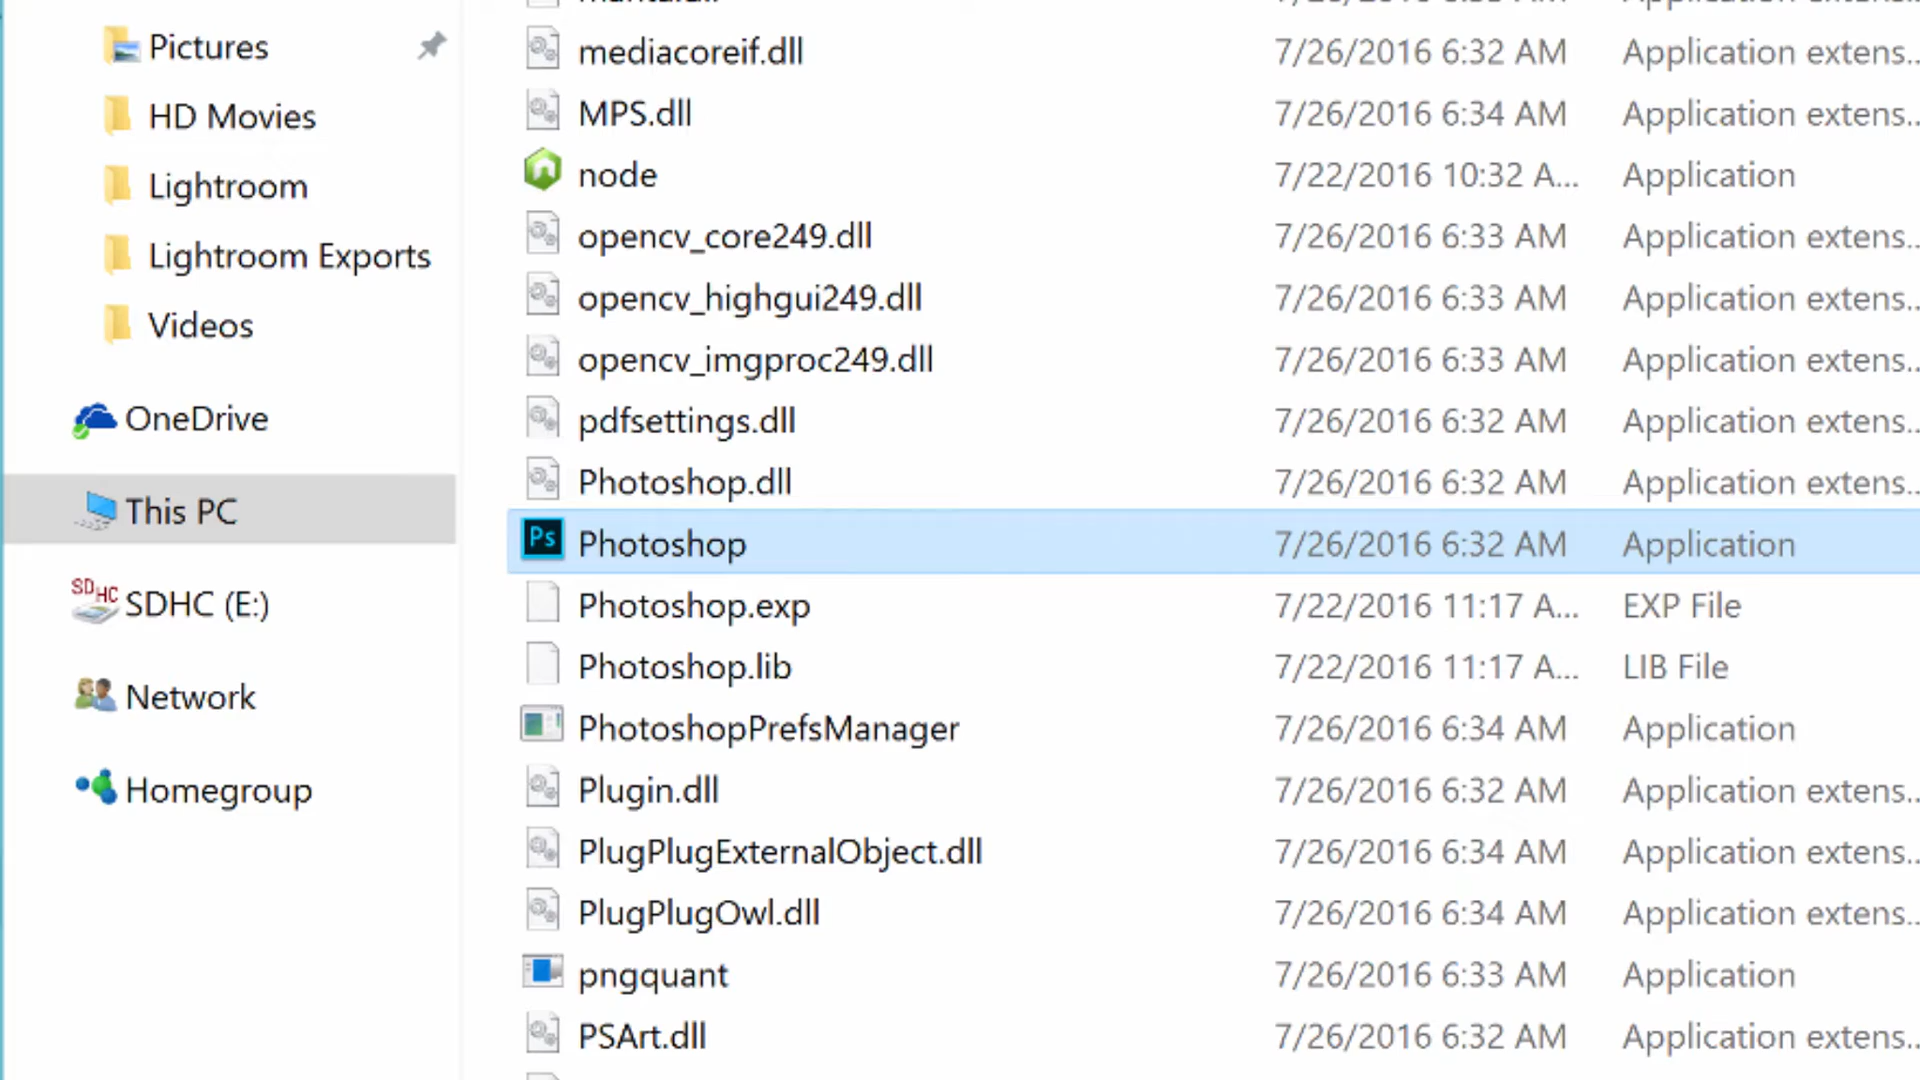 Pictures
HD Movies
Lightroom
Lightroom Exports
Videos
OneDrive
This PC
SDHC (E:)
Network
Homegroup
mediacoreif.dll 7/26/2016 6:32 AM Application extens...
MPS.dll 7/26/2016 6:34 AM Application extens...
node 7/22/2016 10:32 A... Application
opencv_core249.dll 7/26/2016 6:33 AM Application extens...
opencv_highgui249.dll 7/26/2016 6:33 AM Application extens...
opencv_imgproc249.dll 7/26/2016 6:33 AM Application extens...
pdfsettings.dll 7/26/2016 6:32 AM Application extens...
Photoshop.dll 7/26/2016 6:32 AM Application extens...
Ps Photoshop 7/26/2016 6:32 AM Application
Photoshop.exp 7/22/2016 11:17 A... EXP File
Photoshop.lib 7/22/2016 11:17 A... LIB File
PhotoshopPrefsManager 7/26/2016 6:34 AM Application
Plugin.dll 7/26/2016 6:32 AM Application extens...
PlugPlugExternalObject.dll 7/26/2016 6:34 AM Application extens...
PlugPlugOwl.dll 7/26/2016 6:34 AM Application extens...
pngquant 7/26/2016 6:33 AM Application
PSArt.dll 7/26/2016 6:32 AM Application extens...